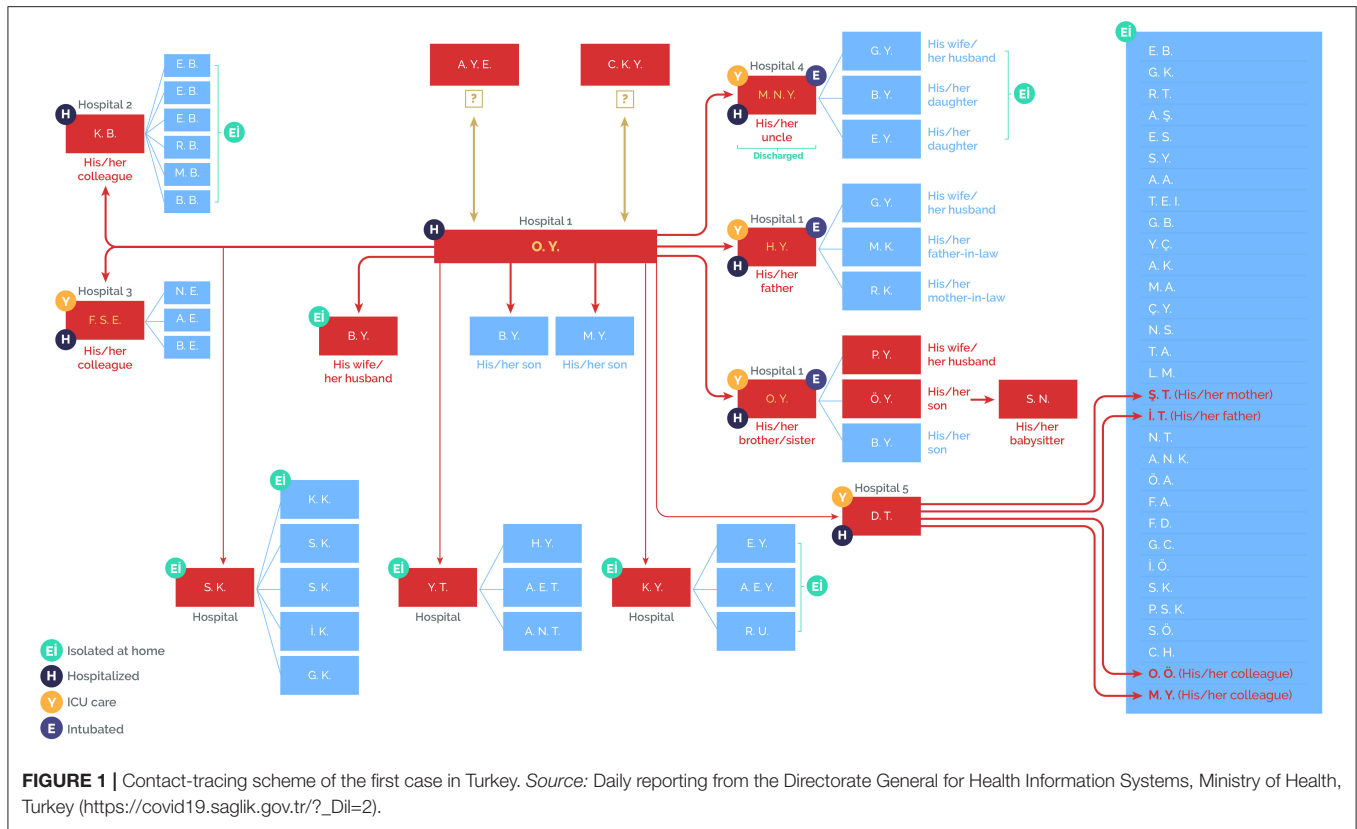 Hospital 2
H
K. B.
His/her
colleague
E. B.
E. B.
E. B.
R. B.
M. B.
B. B.
Eİ
Hospital 3
Y
H
F. S. E.
His/her
colleague
N. E.
A. E.
B. E.
A. Y. E.
?
C. K. Y.
?
Hospital 1
H
O. Y.
Eİ
B. Y.
His wife/
her husband
B. Y.
His/her son
M. Y.
His/her son
Hospital 4
Y
E
H
M. N. Y.
His/her
uncle
Discharged
G. Y.
His wife/
her husband
B. Y.
His/her
daughter
E. Y.
His/her
daughter
Eİ
Hospital 1
Y
E
H
H. Y.
His/her
father
G. Y.
His wife/
her husband
M. K.
His/her
father-in-law
R. K.
His/her
mother-in-law
Hospital 1
Y
E
H
O. Y.
His/her
brother/sister
P. Y.
His wife/
her husband
Ö. Y.
His/her
son
B. Y.
His/her
son
S. N.
His/her
babysitter
Hospital 5
Y
H
D. T.
Eİ
S. K.
Hospital
Eİ
K. K.
S. K.
S. K.
İ. K.
G. K.
Eİ
Y. T.
Hospital
H. Y.
A. E. T.
A. N. T.
Eİ
K. Y.
Hospital
E. Y.
A. E. Y.
R. U.
Eİ
Eİ
E. B.
G. K.
R. T.
A. Ş.
E. S.
S. Y.
A. A.
T. E. I.
G. B.
Y. Ç.
A. K.
M. A.
Ç. Y.
N. S.
T. A.
L. M.
Ş. T. (His/her mother)
İ. T. (His/her father)
N. T.
A. N. K.
Ö. A.
F. A.
F. D.
G. C.
İ. Ö.
S. K.
P. S. K.
S. Ö.
C. H.
O. Ö. (His/her colleague)
M. Y. (His/her colleague)
Eİ Isolated at home
H Hospitalized
Y ICU care
E Intubated
FIGURE 1 | Contact-tracing scheme of the first case in Turkey. Source: Daily reporting from the Directorate General for Health Information Systems, Ministry of Health,
Turkey (https://covid19.saglik.gov.tr/?_Dil=2).